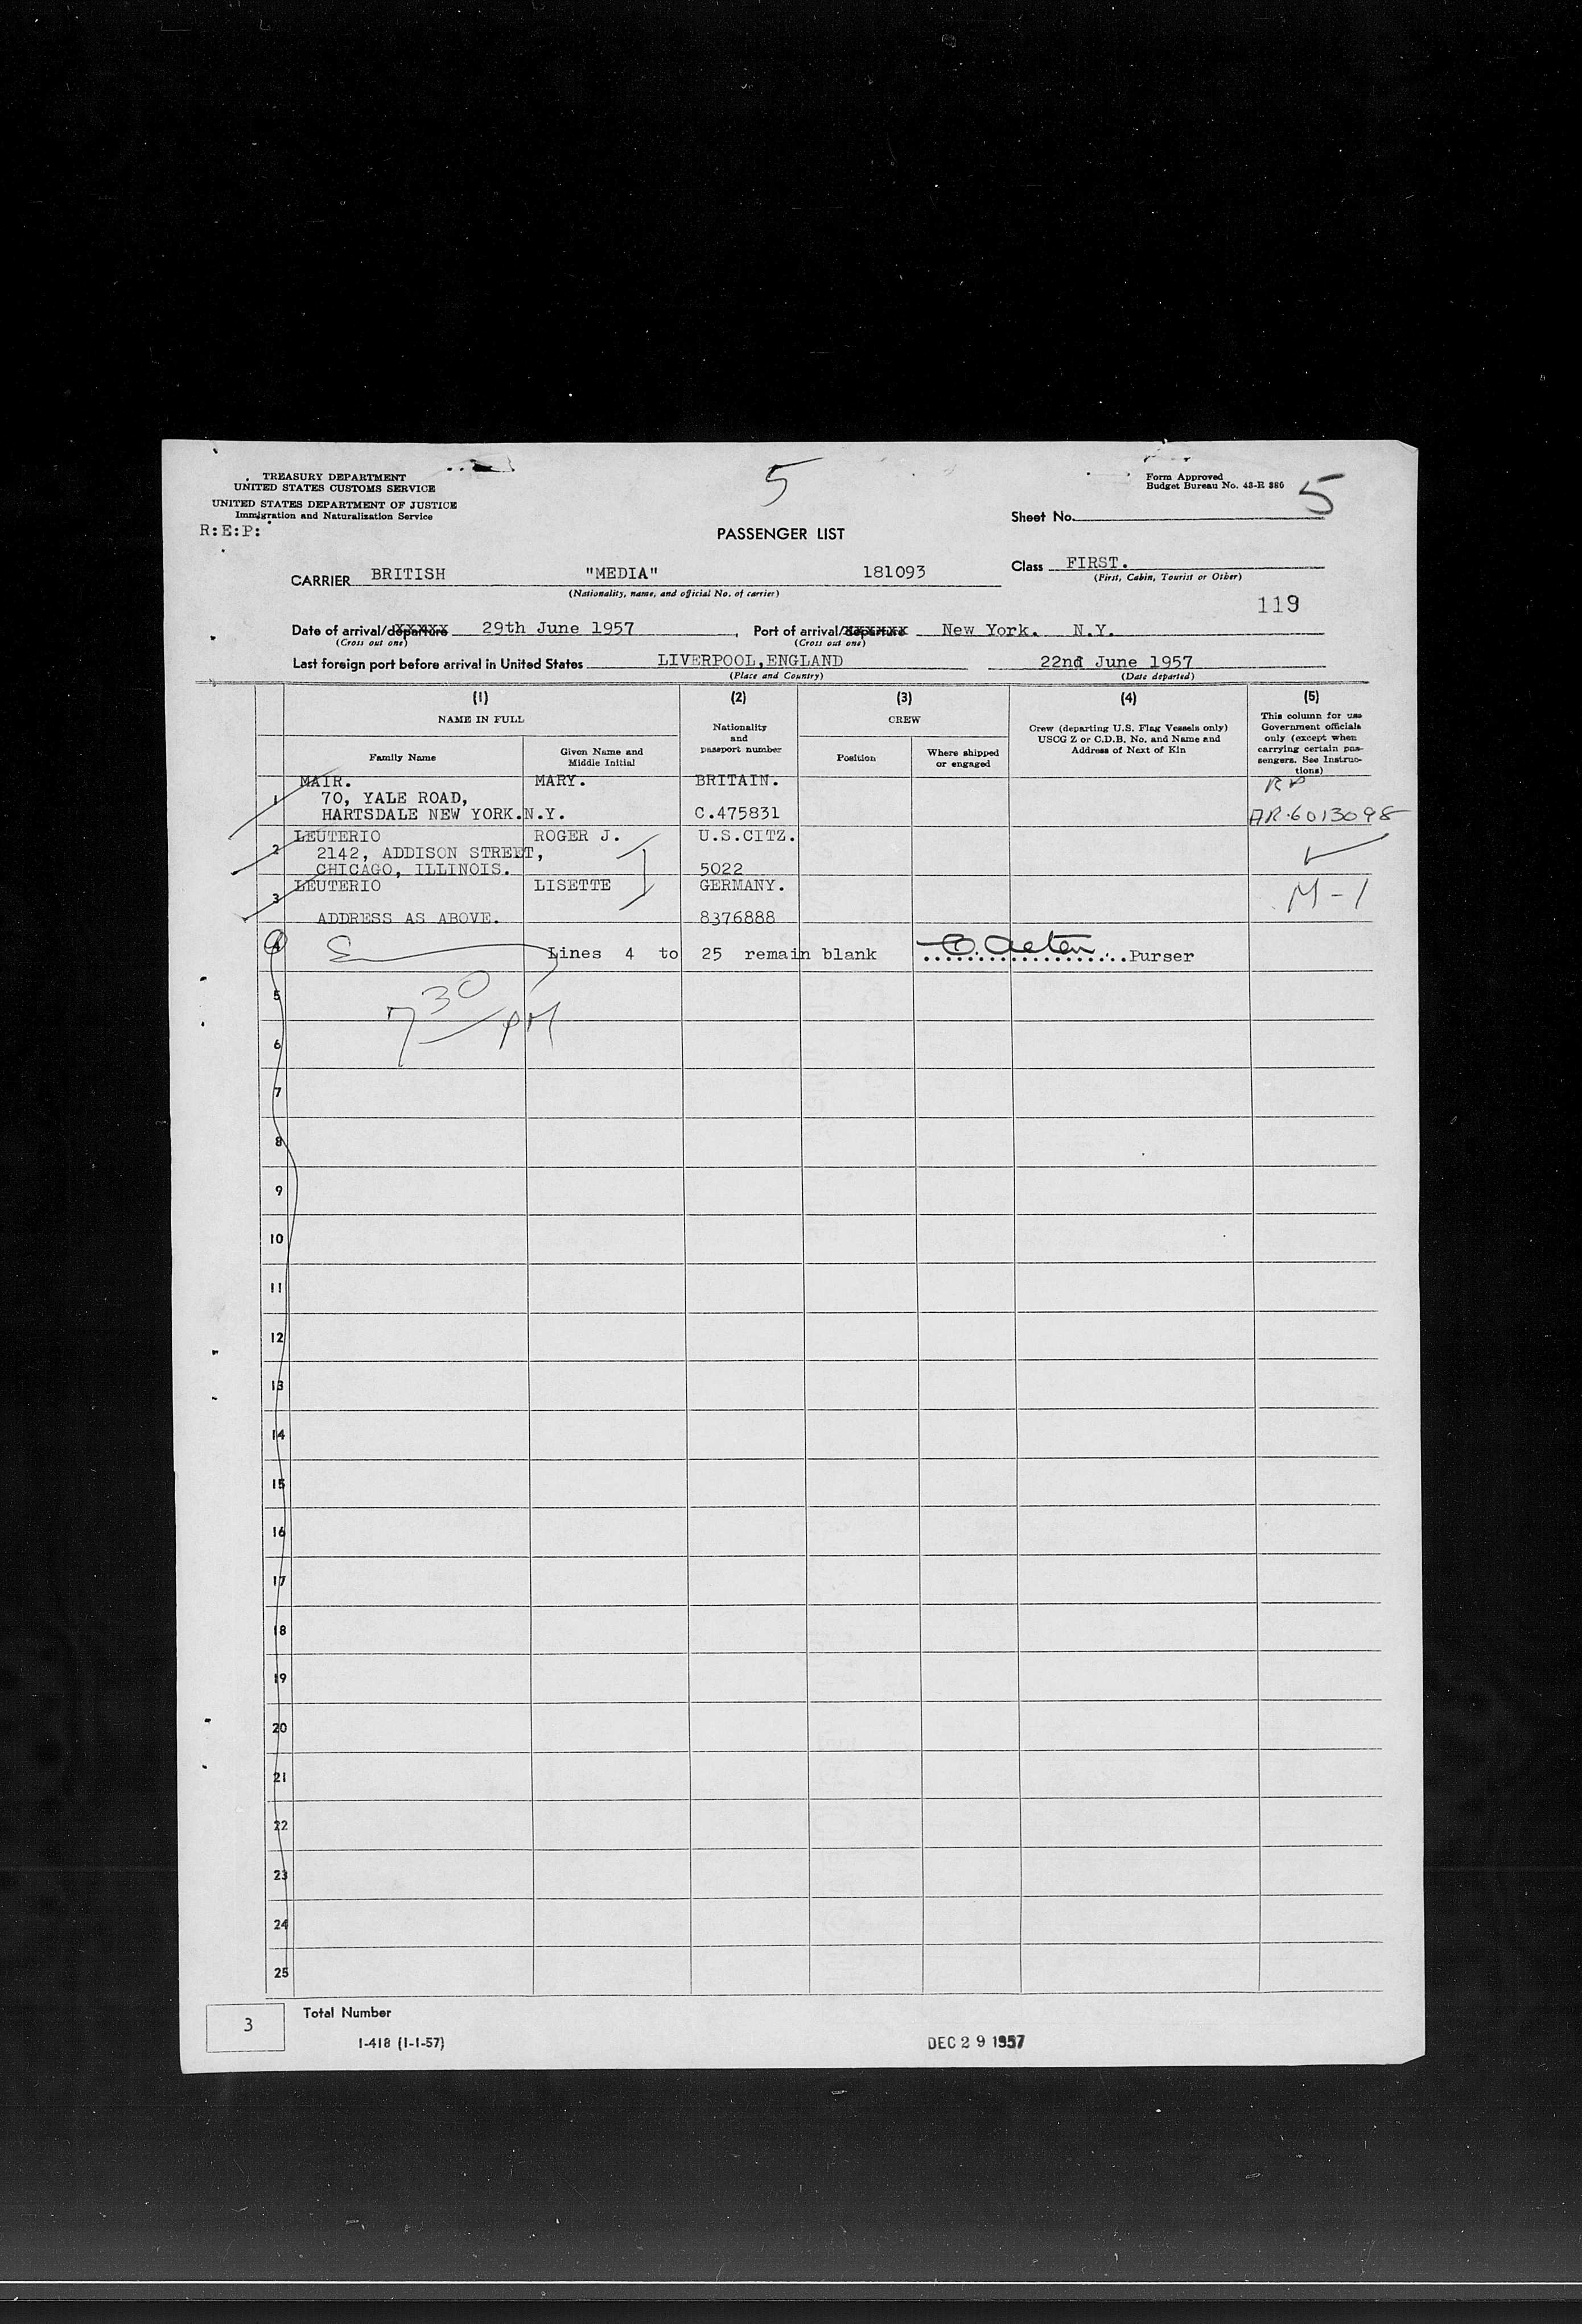 TREASURY DEPARTMENT
UNITED STATES CUSTOMS SERVICE
UNITED STATES DEPARTMENT OF JUSTICE
Immigration and Naturalization Service
R:E:P:
5
Form Approved
Budget Bureau No. 43-R 380
Sheet No. 5
PASSENGER LIST
CARRIER BRITISH "MEDIA" 181093
(Nationality, name, and official No. of carrier)
Class FIRST.
(First, Cabin, Tourist or Other)
119
Date of arrival/departure 29th June 1957, Port of arrival/departure New York. N.Y.
(Cross out one) (Cross out one)
Last foreign port before arrival in United States LIVERPOOL,ENGLAND 22nd June 1957
(Place and Country) (Date departed)
(1) (2) (3) (4) (5)
NAME IN FULL
Family Name
Given Name and
Middle Initial
Nationality
and
passport number
CREW
Position
Where shipped
or engaged
Crew (departing U.S. Flag Vessels only)
USCG Z or C.D.B. No. and Name and
Address of Next of Kin
This column for use
Government officials
only (except when
carrying certain pas-
sengers. See Instruc-
tions)
1 MAIR. MARY. BRITAIN.
70, YALE ROAD,
HARTSDALE NEW YORK.N.Y. C.475831 AR.6013098
2 LEUTERIO ROGER J. U.S.CITZ.
2142, ADDISON STREET,
CHICAGO, ILLINOIS. 5022
3 LEUTERIO LISETTE GERMANY. M-1
ADDRESS AS ABOVE. 8376888
4 Lines 4 to 25 remain blank Purser
7 30 PM
5
6
7
8
9
10
11
12
13
14
15
16
17
18
19
20
21
22
23
24
25
3 Total Number
I-418 (1-1-57)
DEC 29 1957